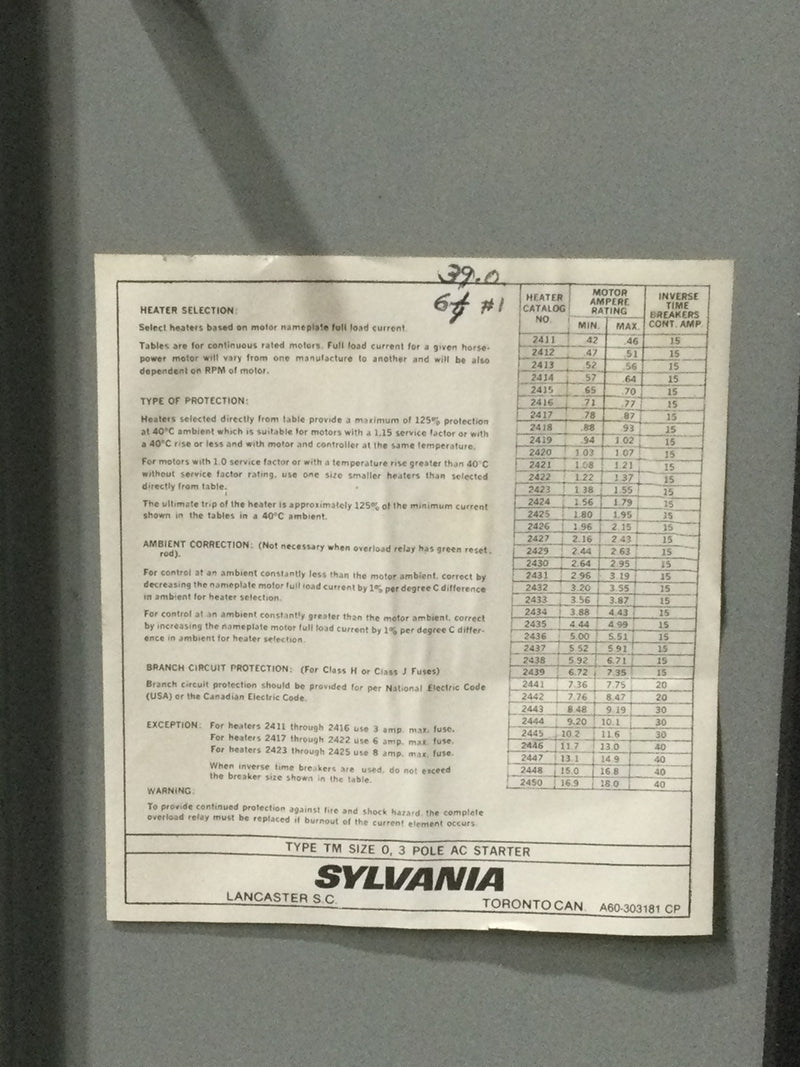 39.0
#1
HEATER SELECTION:
Select heaters based on motor nameplate full load current.
Tables are for continuous rated motors. Full load current for a given horse-
power motor will vary from one manufacture to another and will be also
dependent on RPM of motor.
TYPE OF PROTECTION:
Heaters selected directly from table provide a maximum of 125% protection
at 40°C ambient which is suitable for motors with a 1.15 service factor or with
a 40°C rise or less and with motor and controller at the same temperature.
For motors with 1.0 service factor or with a temperature rise greater than 40°C
without service factor rating, use one size smaller heaters than selected
directly from table.
The ultimate trip of the heater is approximately 125% of the minimum current
shown in the tables in a 40°C ambient.
AMBIENT CORRECTION: (Not necessary when overload relay has green reset
rod).
For control at an ambient constantly less than the motor ambient, correct by
decreasing the nameplate motor full load current by 1% per degree C difference
in ambient for heater selection.
For control at an ambient constantly greater than the motor ambient, correct
by increasing the nameplate motor full load current by 1% per degree C differ-
ence in ambient for heater selection.
BRANCH CIRCUIT PROTECTION: (For Class H or Class J Fuses)
Branch circuit protection should be provided for per National Electric Code
(USA) or the Canadian Electric Code.
EXCEPTION: For heaters 2411 through 2416 use 3 amp. max. fuse.
For heaters 2417 through 2422 use 6 amp. max. fuse.
For heaters 2423 through 2425 use 8 amp. max. fuse.
When inverse time breakers are used, do not exceed
the breaker size shown in the table.
WARNING:
To provide continued protection against fire and shock hazard, the complete
overload relay must be replaced if burnout of the current element occurs.
HEATER CATALOG NO. MOTOR AMPERE RATING INVERSE TIME BREAKERS CONT. AMP.
MIN. MAX.
2411 .42 .46 15
2412 .47 .51 15
2413 .52 .56 15
2414 .57 .64 15
2415 .65 .70 15
2416 .71 .77 15
2417 .78 .87 15
2418 .88 .93 15
2419 .94 1.02 15
2420 1.03 1.07 15
2421 1.08 1.21 15
2422 1.22 1.37 15
2423 1.38 1.55 15
2424 1.56 1.79 15
2425 1.80 1.95 15
2426 1.96 2.15 15
2427 2.16 2.43 15
2429 2.44 2.63 15
2430 2.64 2.95 15
2431 2.96 3.19 15
2432 3.20 3.55 15
2433 3.56 3.87 15
2434 3.88 4.43 15
2435 4.44 4.99 15
2436 5.00 5.51 15
2437 5.52 5.91 15
2438 5.92 6.71 15
2439 6.72 7.35 15
2441 7.36 7.75 20
2442 7.76 8.47 20
2443 8.48 9.19 30
2444 9.20 10.1 30
2445 10.2 11.6 30
2446 11.7 13.0 40
2447 13.1 14.9 40
2448 15.0 16.8 40
2450 16.9 18.0 40
TYPE TM SIZE 0, 3 POLE AC STARTER
SYLVANIA
LANCASTER S.C. TORONTO CAN. A60-303181 CP